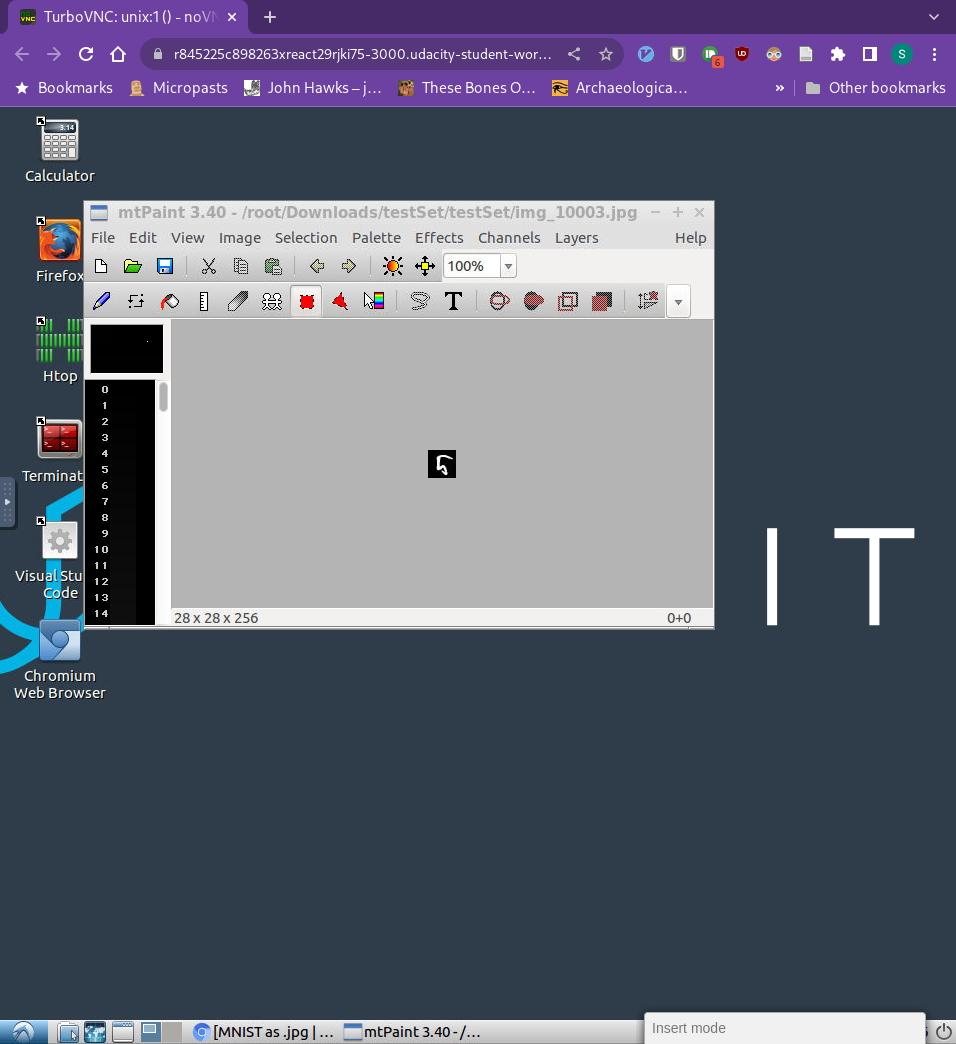 TurboVNC: unix:1 () - noVN
r845225c898263xreact29rjki75-3000.udacity-student-wor...
6
S
Bookmarks
Micropasts
John Hawks – j...
These Bones O...
Archaeologica...
»
Other bookmarks
3.14
Calculator
Firefox
Htop
Terminat
Visual Stu
Code
Chromium
Web Browser
mtPaint 3.40 - /root/Downloads/testSet/testSet/img_10003.jpg
File Edit View Image Selection Palette Effects Channels Layers Help
100%
T
0
1
2
3
4
5
6
7
8
9
10
11
12
13
14
5
28 x 28 x 256
0+0
I T
[MNIST as .jpg | ...
mtPaint 3.40 - /...
Insert mode